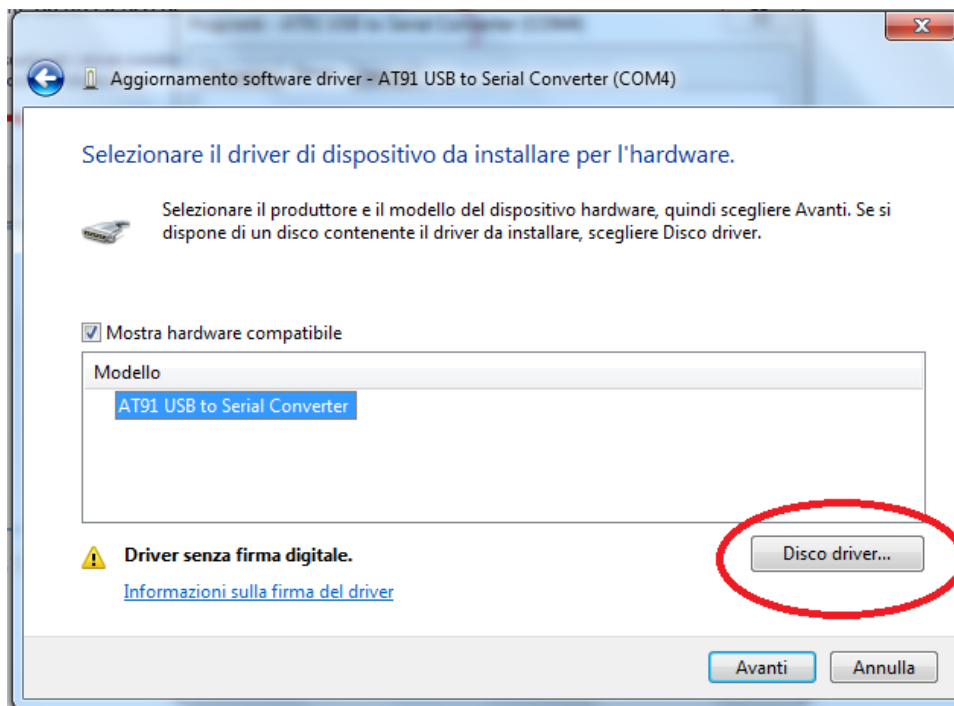 Aggiornamento software driver - AT91 USB to Serial Converter (COM4)
Selezionare il driver di dispositivo da installare per l'hardware.
Selezionare il produttore e il modello del dispositivo hardware, quindi scegliere Avanti. Se si
dispone di un disco contenente il driver da installare, scegliere Disco driver.
Mostra hardware compatibile
Modello
AT91 USB to Serial Converter
Driver senza firma digitale.
Disco driver...
Informazioni sulla firma del driver
Avanti
Annulla